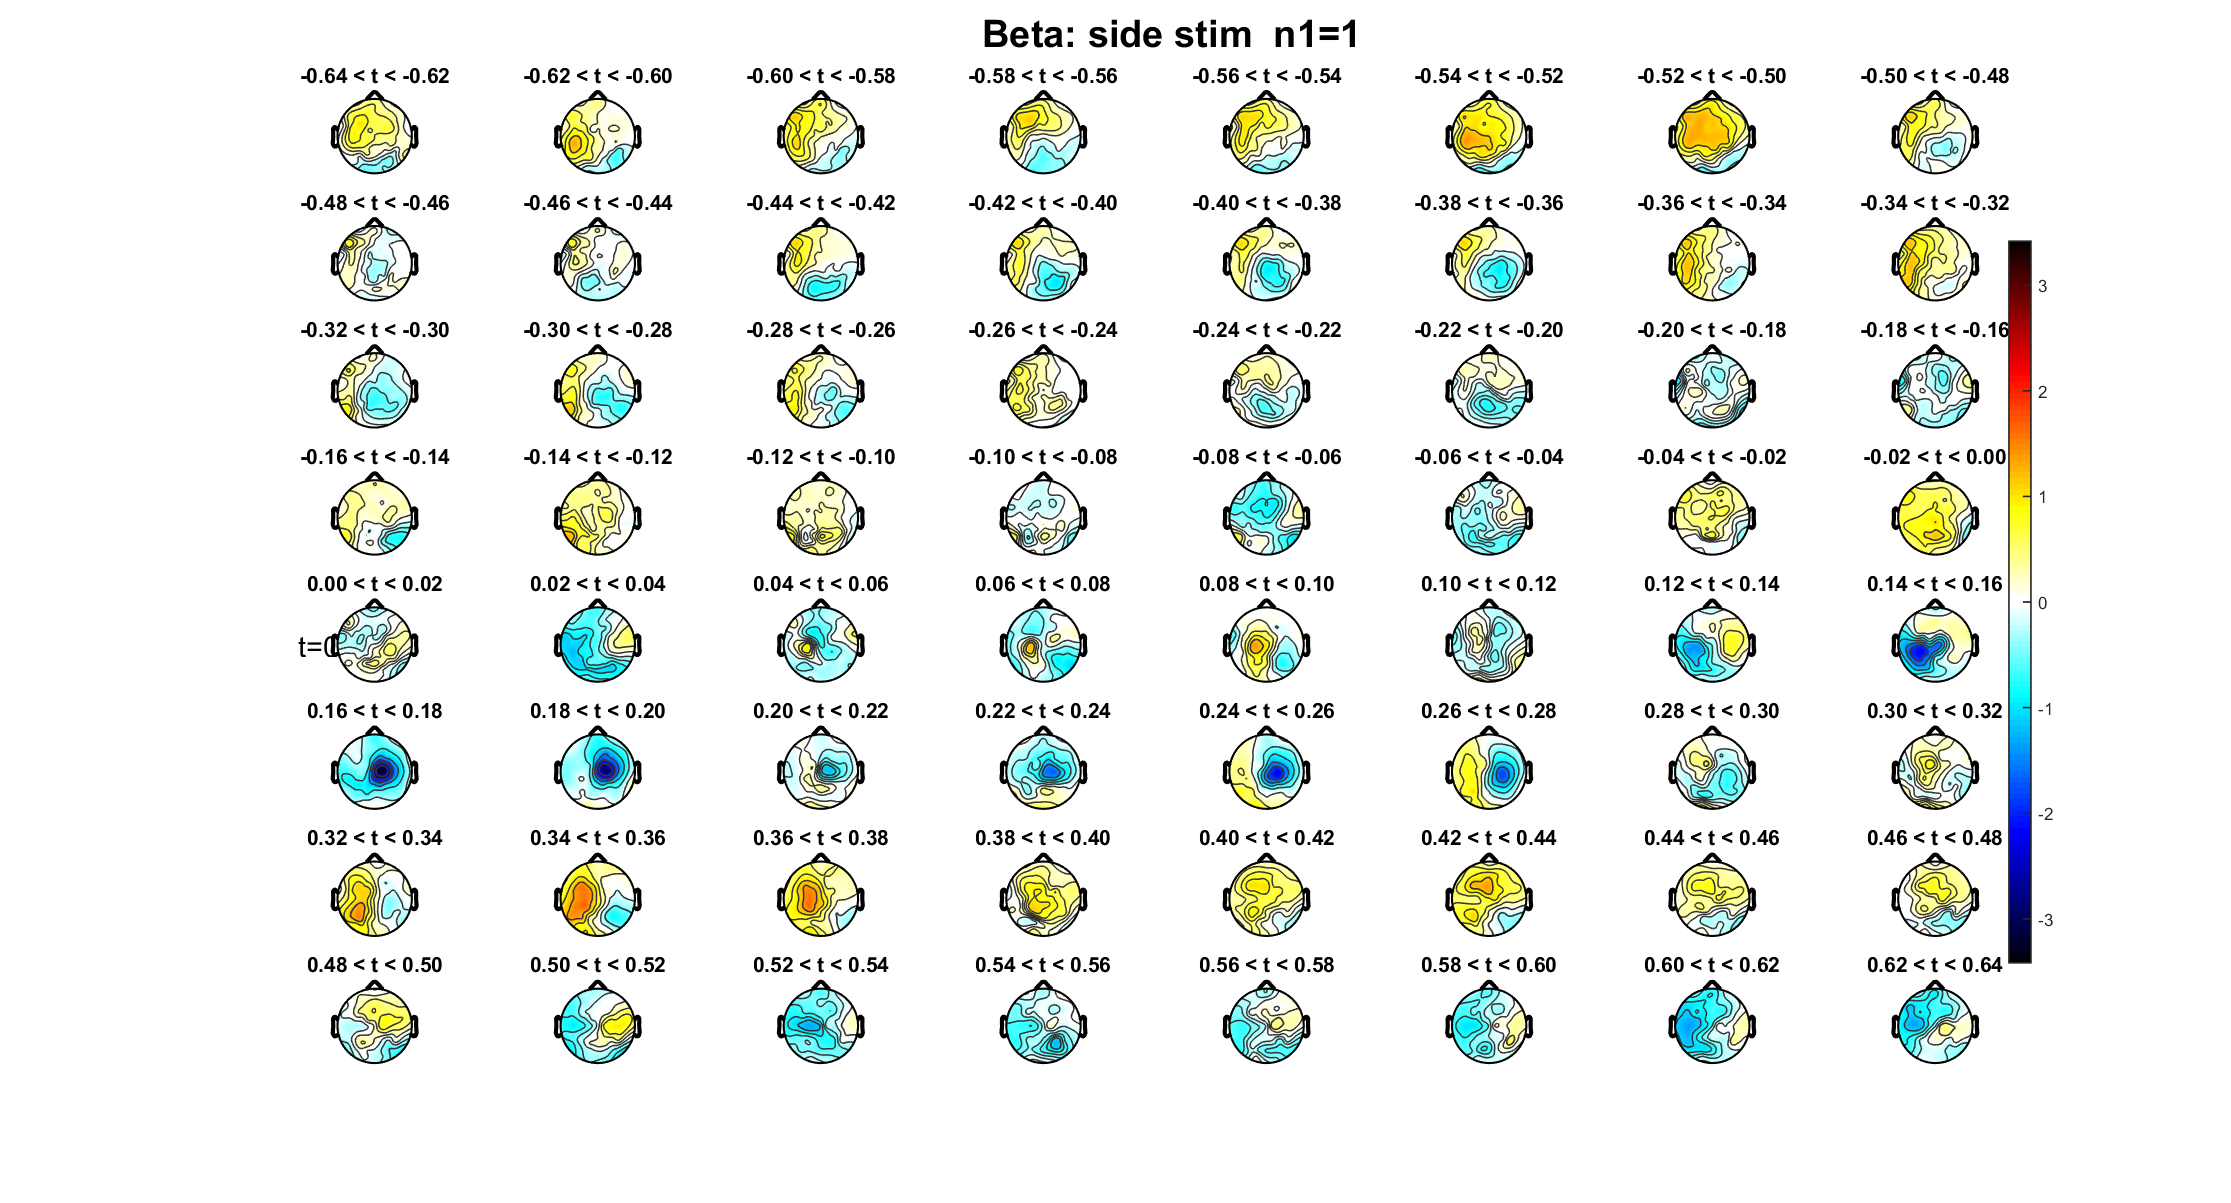 Beta: side stim  n1=1
-0.64 < t < -0.62 -0.62 < t < -0.60 -0.60 < t < -0.58 -0.58 < t < -0.56 -0.56 < t < -0.54 -0.54 < t < -0.52 -0.52 < t < -0.50 -0.50 < t < -0.48
-0.48 < t < -0.46 -0.46 < t < -0.44 -0.44 < t < -0.42 -0.42 < t < -0.40 -0.40 < t < -0.38 -0.38 < t < -0.36 -0.36 < t < -0.34 -0.34 < t < -0.32
-0.32 < t < -0.30 -0.30 < t < -0.28 -0.28 < t < -0.26 -0.26 < t < -0.24 -0.24 < t < -0.22 -0.22 < t < -0.20 -0.20 < t < -0.18 -0.18 < t < -0.16
-0.16 < t < -0.14 -0.14 < t < -0.12 -0.12 < t < -0.10 -0.10 < t < -0.08 -0.08 < t < -0.06 -0.06 < t < -0.04 -0.04 < t < -0.02 -0.02 < t < 0.00
0.00 < t < 0.02 0.02 < t < 0.04 0.04 < t < 0.06 0.06 < t < 0.08 0.08 < t < 0.10 0.10 < t < 0.12 0.12 < t < 0.14 0.14 < t < 0.16
t=0
0.16 < t < 0.18 0.18 < t < 0.20 0.20 < t < 0.22 0.22 < t < 0.24 0.24 < t < 0.26 0.26 < t < 0.28 0.28 < t < 0.30 0.30 < t < 0.32
0.32 < t < 0.34 0.34 < t < 0.36 0.36 < t < 0.38 0.38 < t < 0.40 0.40 < t < 0.42 0.42 < t < 0.44 0.44 < t < 0.46 0.46 < t < 0.48
0.48 < t < 0.50 0.50 < t < 0.52 0.52 < t < 0.54 0.54 < t < 0.56 0.56 < t < 0.58 0.58 < t < 0.60 0.60 < t < 0.62 0.62 < t < 0.64
3
2
1
0
-1
-2
-3